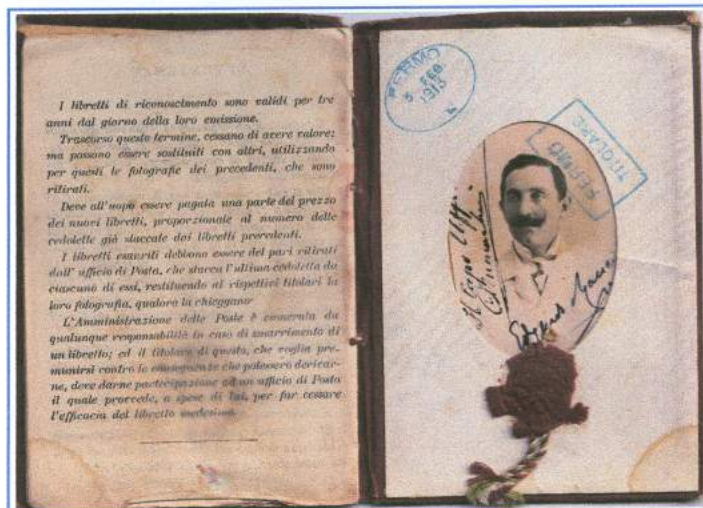 I libretti di riconoscimento sono validi per tre
anni dal giorno della loro emissione.
Trascorso questo termine, cessano di avere valore;
ma possono essere sostituiti con altri, utilizzando
per questi le fotografie dei precedenti, che sono
ritirati.
Deve all'uopo essere pagata una parte del prezzo
dei nuovi libretti, proporzionale al numero delle
cedolette già staccate dai libretti precedenti.
I libretti esauriti debbono essere del pari ritirati
dall'ufficio di Posta, che stacca l'ultima cedoletta da
ciascuno di essi, restituendo ai rispettivi titolari la
loro fotografia, qualora la chieggano
L'Amministrazione delle Poste è esonerata da
qualunque responsabilità in caso di smarrimento di
un libretto; ed il titolare di questo, che voglia pre-
munirsi contro le conseguenze che potessero derivar-
ne, deve darne partecipazione ad un ufficio di Posta
il quale provvede, a spese di lui, per far cessare
l'efficacia del libretto medesimo.
FERMO
5 FEB
1913
TITOLARE
FERMO
Il Capo Uff